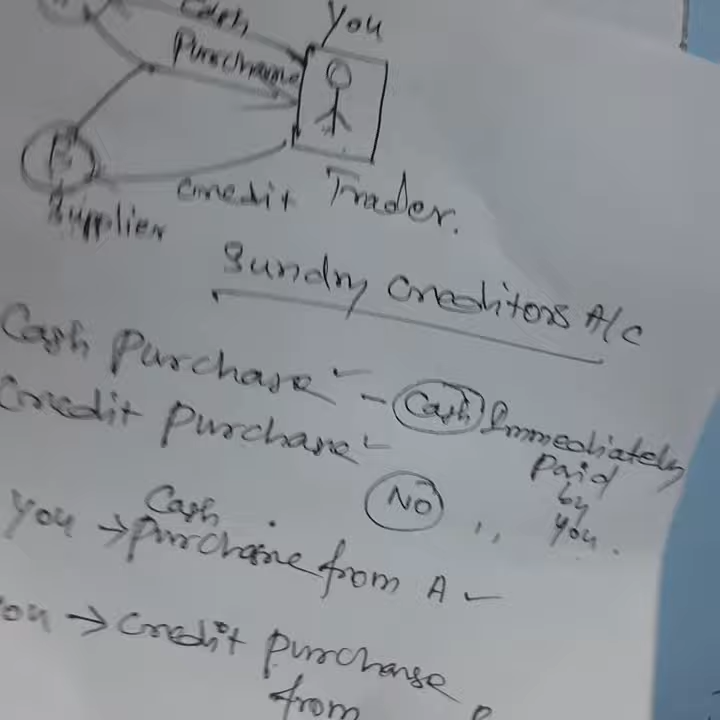 Cash
You
Purchase
Credit
Trader.
Supplier
Sundry Creditors A/C
Cash Purchase ✓ - Cash Immediately
Credit Purchase ✓
Paid
by
you.
NO ,,
Cash
You → purchase from A ✓
you → Credit purchase
from